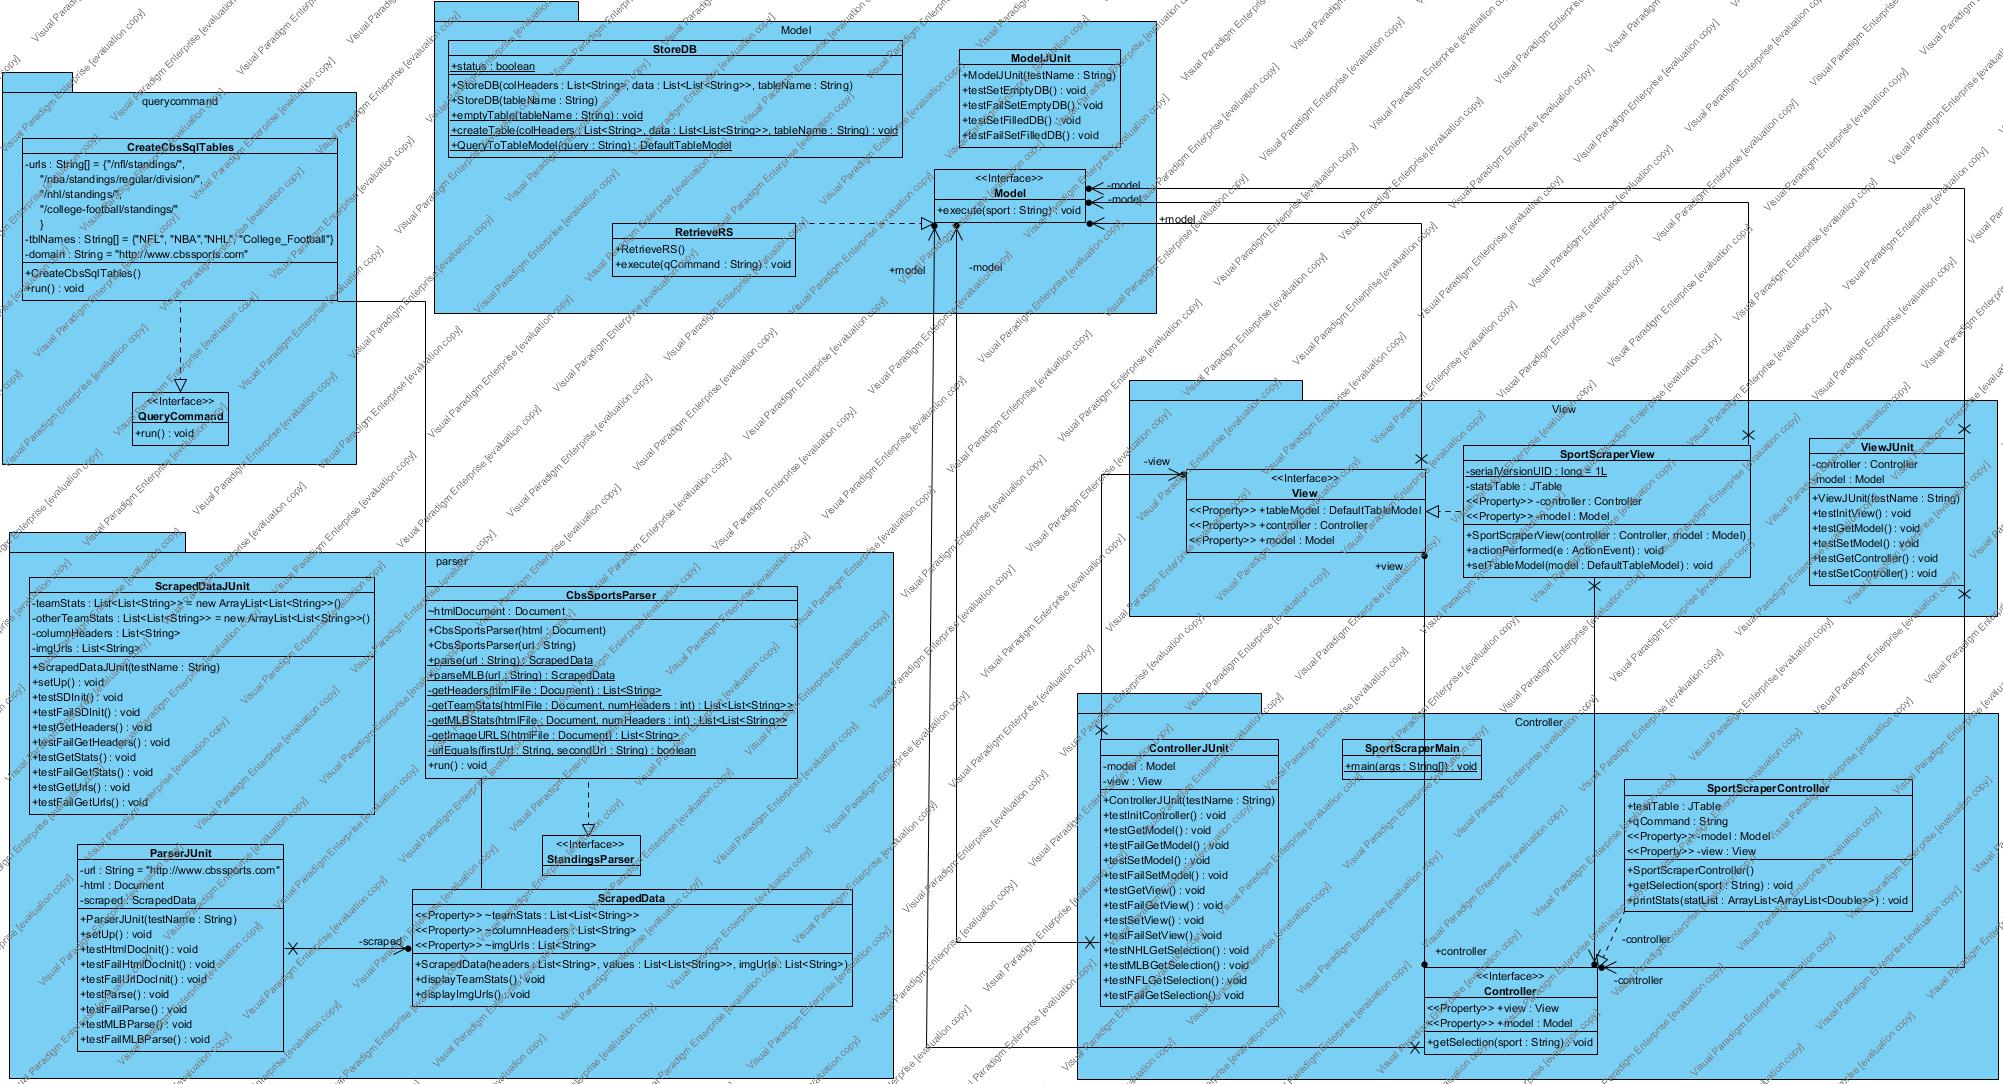 Model
StoreDB
+status : boolean
+StoreDB(colHeaders : List<String>, data : List<List<String>>, tableName : String)
+StoreDB(tableName : String)
+emptyTable(tableName : String) : void
+createTable(colHeaders : List<String>, data : List<List<String>>, tableName : String) : void
+QueryToTableModel(query : String) : DefaultTableModel
ModelJUnit
+ModelJUnit(testName : String)
+testSetEmptyDB() : void
+testFailSetEmptyDB() : void
+testSetFilledDB() : void
+testFailSetFilledDB() : void
<<Interface>>
Model
+execute(sport : String) : void
-model
-model
+model
+model
-model
RetrieveRS
+RetrieveRS()
+execute(qCommand : String) : void
querycommand
CreateCbsSqlTables
-urls : String[] = {"/nfl/standings/",
"/nba/standings/regular/division/",
"/nhl/standings/",
"/college-football/standings/"
}
-tblNames : String[] = {"NFL", "NBA","NHL", "College_Football"}
-domain : String = "http://www.cbssports.com"
+CreateCbsSqlTables()
+run() : void
<<Interface>>
QueryCommand
+run() : void
View
-view
<<Interface>>
View
<<Property>> +tableModel : DefaultTableModel
<<Property>> +controller : Controller
<<Property>> +model : Model
+view
SportScraperView
-serialVersionUID : long = 1L
-statsTable : JTable
<<Property>> -controller : Controller
<<Property>> -model : Model
+SportScraperView(controller : Controller, model : Model)
+actionPerformed(e : ActionEvent) : void
+setTableModel(model : DefaultTableModel) : void
ViewJUnit
-controller : Controller
-model : Model
+ViewJUnit(testName : String)
+testInitView() : void
+testGetModel() : void
+testSetModel() : void
+testGetController() : void
+testSetController() : void
parser
ScrapedDataJUnit
-teamStats : List<List<String>> = new ArrayList<List<String>>()
-otherTeamStats : List<List<String>> = new ArrayList<List<String>>()
-columnHeaders : List<String>
-imgUrls : List<String>
+ScrapedDataJUnit(testName : String)
+setUp() : void
+testSDInit() : void
+testFailSDInit() : void
+testGetHeaders() : void
+testFailGetHeaders() : void
+testGetStats() : void
+testFailGetStats() : void
+testGetUrls() : void
+testFailGetUrls() : void
CbsSportsParser
~htmlDocument : Document
+CbsSportsParser(html : Document)
+CbsSportsParser(url : String)
+parse(url : String) : ScrapedData
+parseMLB(url : String) : ScrapedData
-getHeaders(htmlFile : Document) : List<String>
-getTeamStats(htmlFile : Document, numHeaders : int) : List<List<String>>
-getMLBStats(htmlFile : Document, numHeaders : int) : List<List<String>>
-getImageURLS(htmlFile : Document) : List<String>
-urlEquals(firstUrl : String, secondUrl : String) : boolean
+run() : void
<<Interface>>
StandingsParser
ParserJUnit
-url : String = "http://www.cbssports.com"
-html : Document
-scraped : ScrapedData
+ParserJUnit(testName : String)
+setUp() : void
+testHtmlDocInit() : void
+testFailHtmlDocInit() : void
+testFailUrlDocInit() : void
+testParse() : void
+testFailParse() : void
+testMLBParse() : void
+testFailMLBParse() : void
-scraped
ScrapedData
<<Property>> ~teamStats : List<List<String>>
<<Property>> ~columnHeaders : List<String>
<<Property>> ~imgUrls : List<String>
+ScrapedData(headers : List<String>, values : List<List<String>>, imgUrls : List<String>)
+displayTeamStats() : void
+displayImgUrls() : void
Controller
ControllerJUnit
-model : Model
-view : View
+ControllerJUnit(testName : String)
+testInitController() : void
+testGetModel() : void
+testFailGetModel() : void
+testSetModel() : void
+testFailSetModel() : void
+testGetView() : void
+testFailGetView() : void
+testSetView() : void
+testFailSetView() : void
+testNHLGetSelection() : void
+testMLBGetSelection() : void
+testNFLGetSelection() : void
+testFailGetSelection() : void
SportScraperMain
+main(args : String[]) : void
SportScraperController
+testTable : JTable
+qCommand : String
<<Property>> -model : Model
<<Property>> -view : View
+SportScraperController()
+getSelection(sport : String) : void
+printStats(statList : ArrayList<ArrayList<Double>>) : void
+controller
-controller
-controller
<<Interface>>
Controller
<<Property>> +view : View
<<Property>> +model : Model
+getSelection(sport : String) : void
Visual Paradigm Enterprise [evaluation copy]